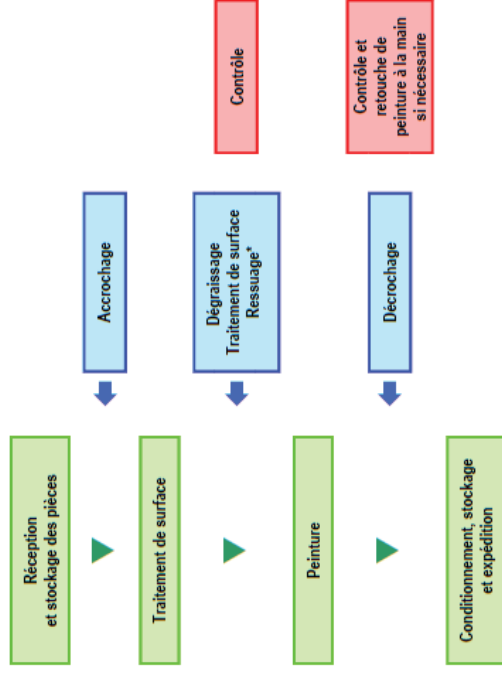 Réception
et stockage des pièces
Accrochage
Traitement de surface
Dégraissage
Traitement de surface
Ressuage*
Contrôle
Peinture
Décrochage
Contrôle et
retouche de
peinture à la main
si nécessaire
Conditionnement, stockage
et expédition